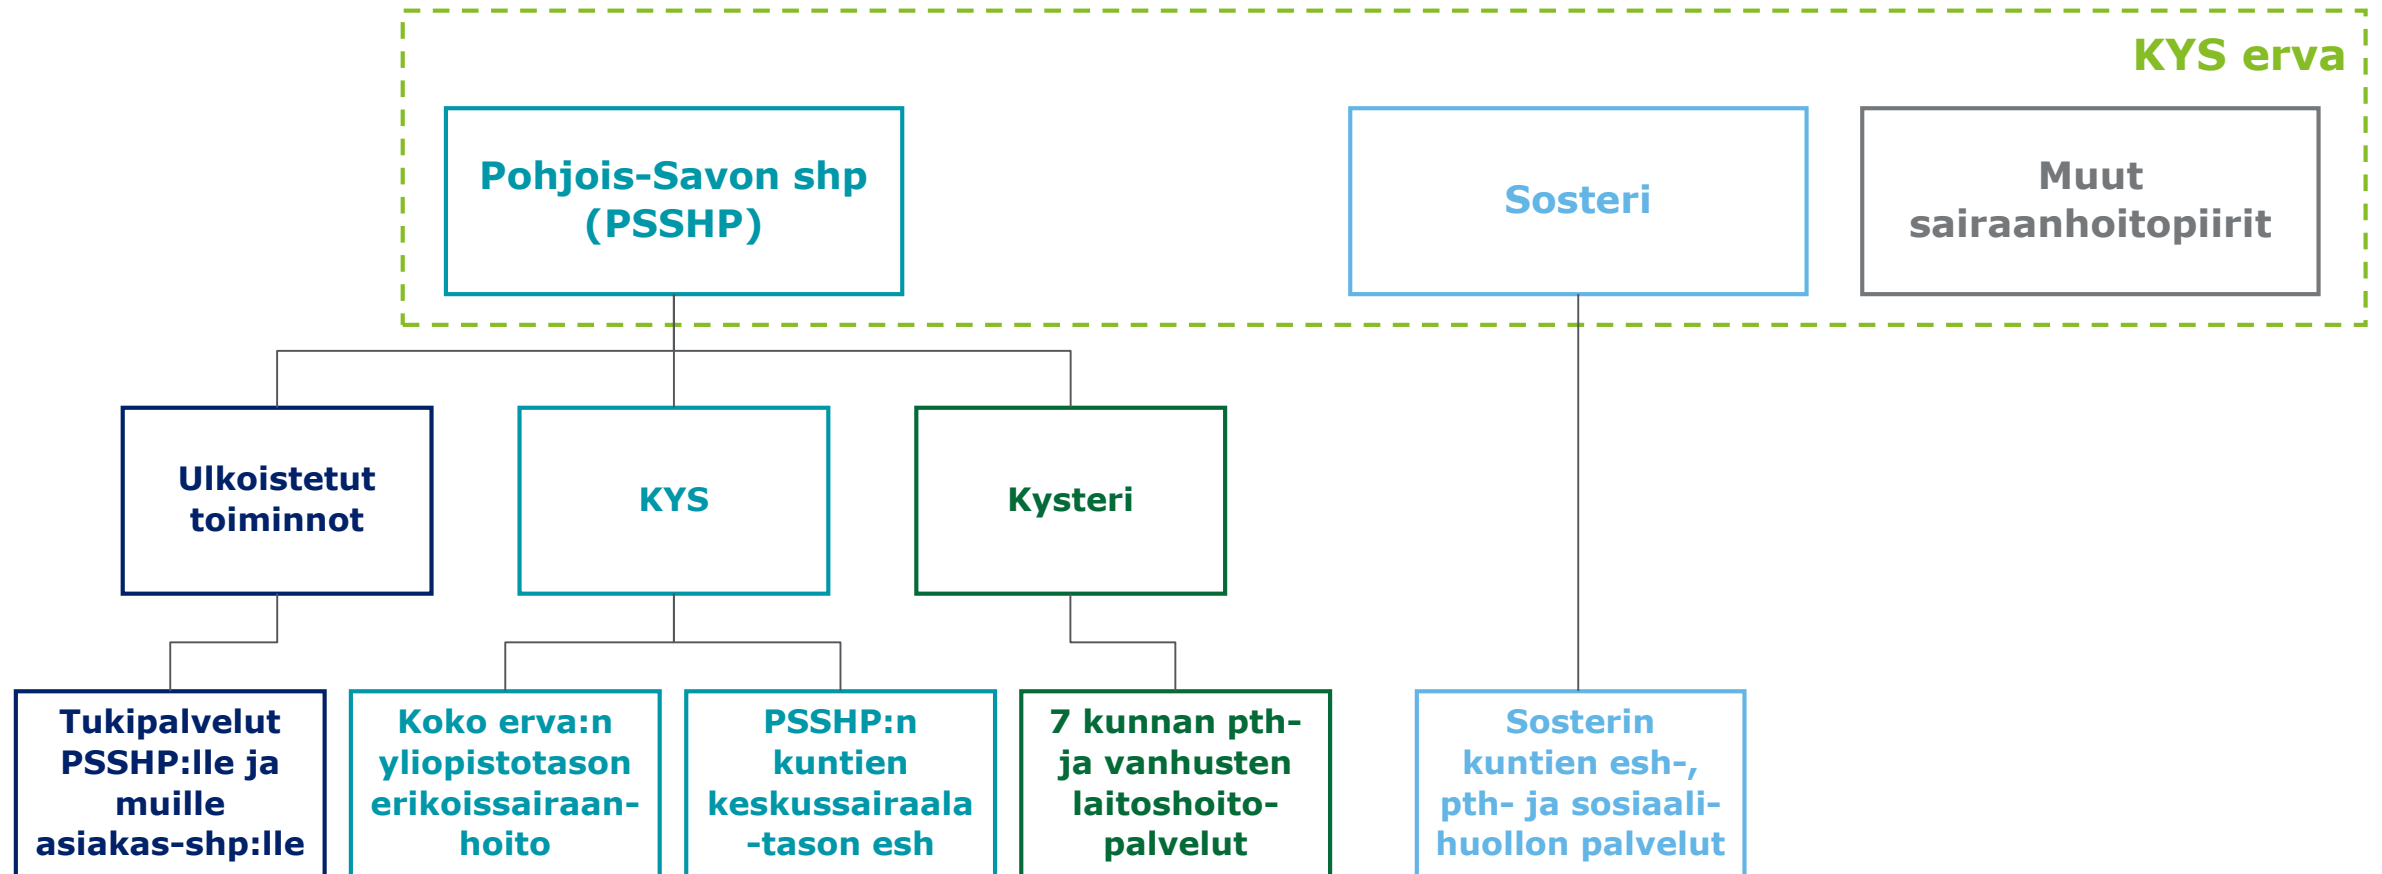 KYS erva
Pohjois-Savon shp
(PSSHP)
Sosteri
Muut
sairaanhoitopiirit
Ulkoistetut
toiminnot
KYS
Kysteri
Tukipalvelut
PSSHP:lle ja
muille
asiakas-shp:lle
Koko erva:n
yliopistotason
erikoissairaan-
hoito
PSSHP:n
kuntien
keskussairaala
-tason esh
7 kunnan pth-
ja vanhusten
laitoshoito-
palvelut
Sosterin
kuntien esh-,
pth- ja sosiaali-
huollon palvelut